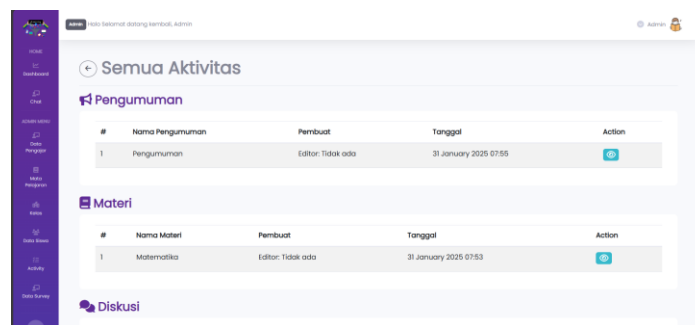 Admin Halo Selamat datang kembali, Admin
Admin
HOME
Dashboard
Chat
ADMIN MENU
Data
Pengajar
Mata
Pelajaran
Kelas
Data Siswa
Activity
Data Survey
Semua Aktivitas
Pengumuman
# Nama Pengumuman Pembuat Tanggal Action
1 Pengumuman Editor: Tidak ada 31 January 2025 07:55
Materi
# Nama Materi Pembuat Tanggal Action
1 Matematika Editor: Tidak ada 31 January 2025 07:53
Diskusi